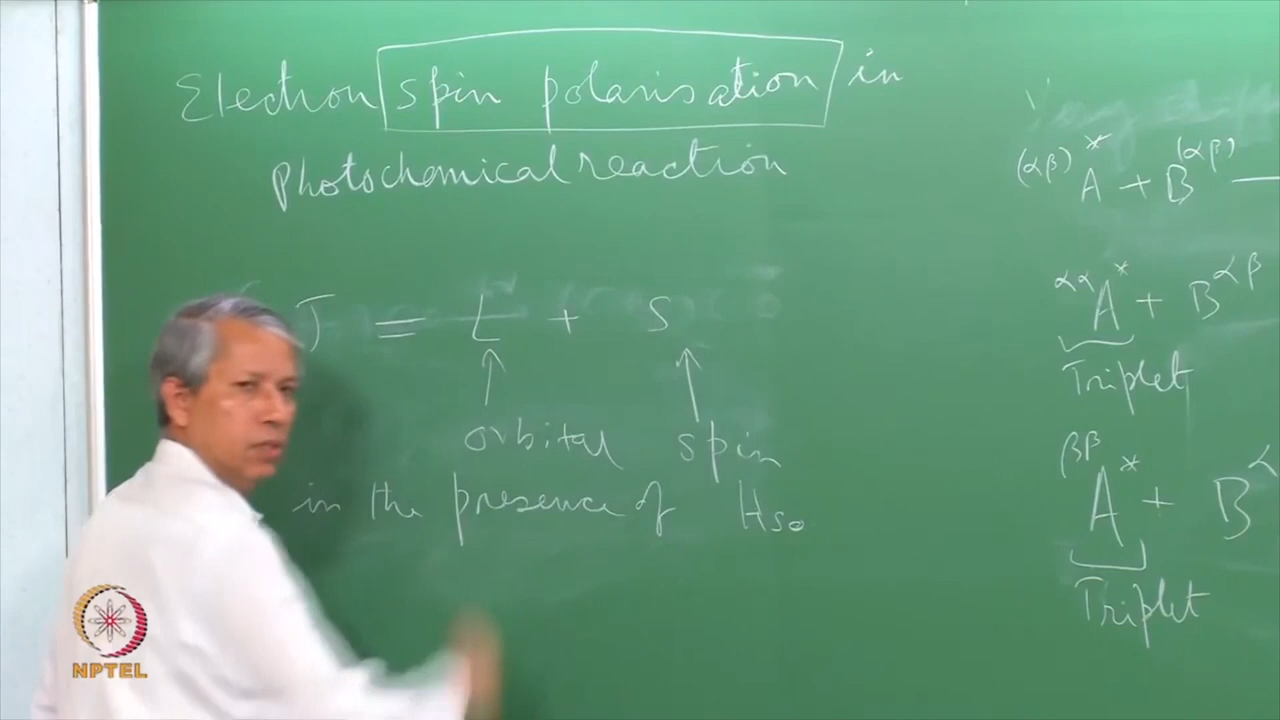 Electron spin polarisation in
photochemical reaction
J = L + S
orbital spin
in the presence of Hso
(αβ) A* + B (αβ)
αα A* + B αβ
Triplet
ββ A* + B α
Triplet
NPTEL